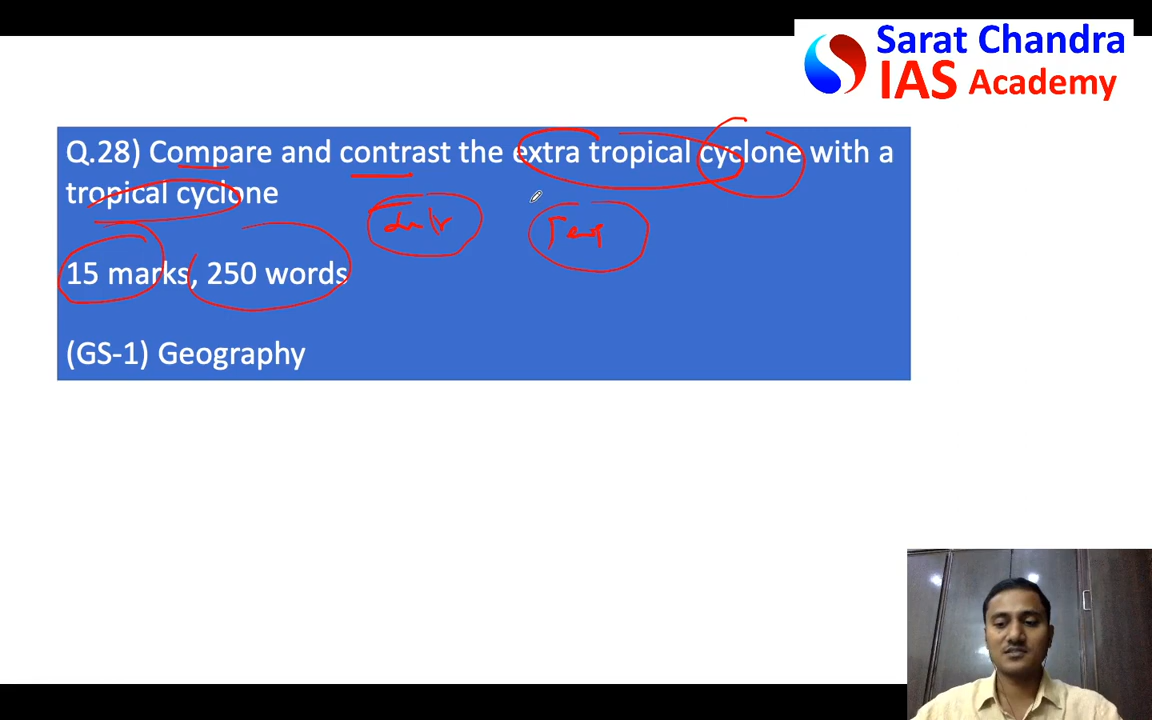 Sarat Chandra
IAS Academy
Q.28) Compare and contrast the extra tropical cyclone with a
tropical cyclone
15 marks, 250 words
(GS-1) Geography